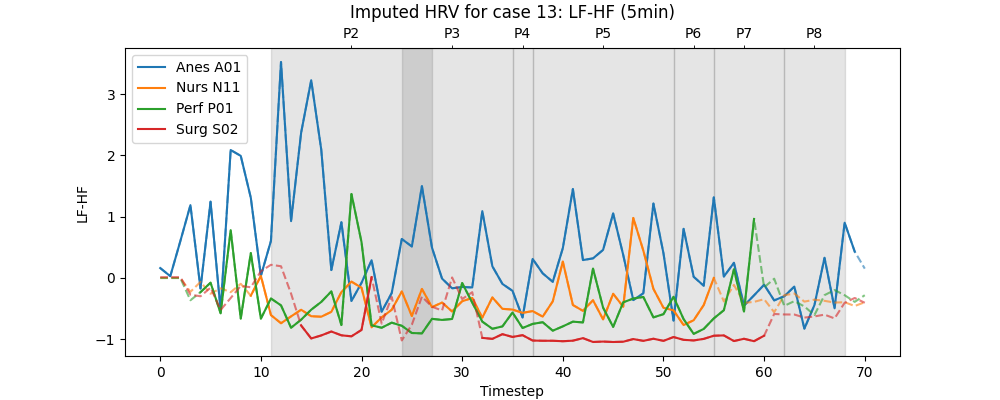 Imputed HRV for case 13: LF-HF (5min)
P2 P3 P4 P5 P6 P7 P8
Anes A01
Nurs N11
Perf P01
Surg S02
LF-HF
3
2
1
0
−1
0 10 20 30 40 50 60 70
Timestep